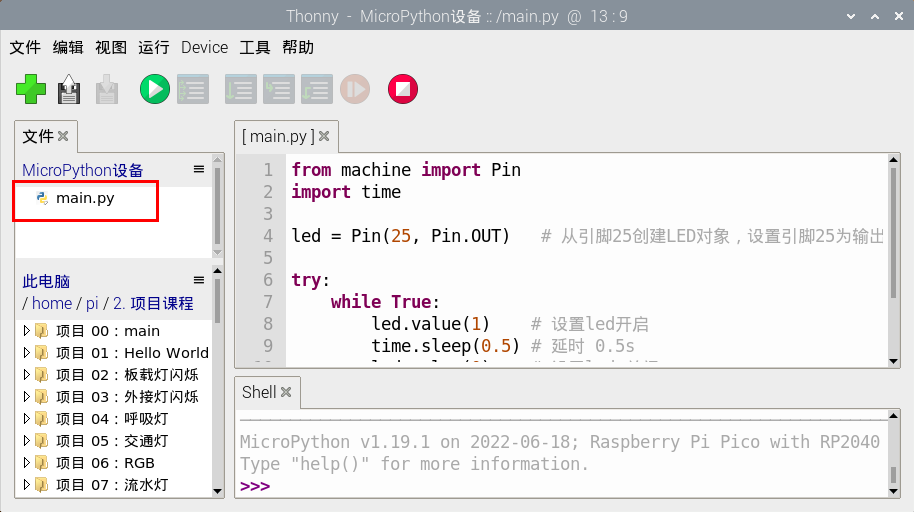 Thonny - MicroPython设备 :: /main.py @ 13 : 9
文件 编辑 视图 运行 Device 工具 帮助
文件
MicroPython设备
main.py
此电脑
/ home / pi / 2. 项目课程
项目 00：main
项目 01：Hello World
项目 02：板载灯闪烁
项目 03：外接灯闪烁
项目 04：呼吸灯
项目 05：交通灯
项目 06：RGB
项目 07：流水灯
[ main.py ]
1 from machine import Pin
2 import time
3
4 led = Pin(25, Pin.OUT) # 从引脚25创建LED对象，设置引脚25为输出
5
6 try:
7 while True:
8 led.value(1) # 设置led开启
9 time.sleep(0.5) # 延时 0.5s
Shell
MicroPython v1.19.1 on 2022-06-18; Raspberry Pi Pico with RP2040
Type "help()" for more information.
>>>